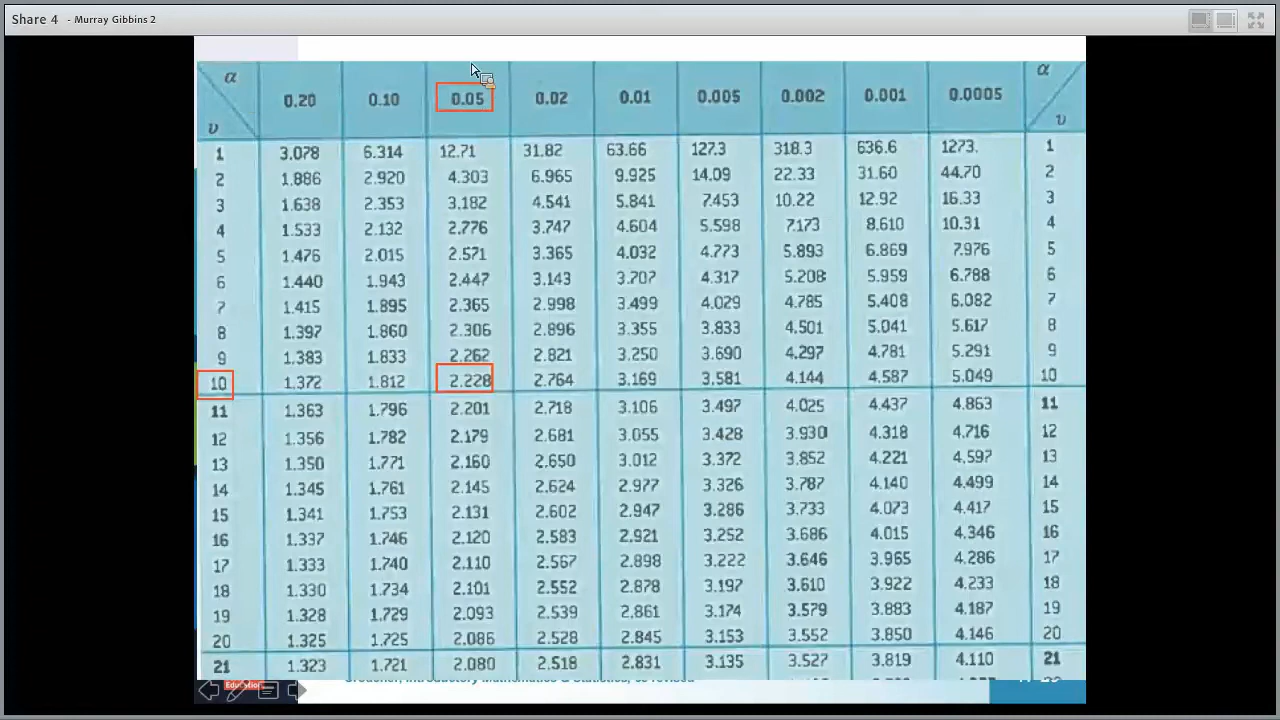 Share 4 - Murray Gibbins 2
α 0.20 0.10 0.05 0.02 0.01 0.005 0.002 0.001 0.0005 α
υ υ
1 3.078 6.314 12.71 31.82 63.66 127.3 318.3 636.6 1273. 1
2 1.886 2.920 4.303 6.965 9.925 14.09 22.33 31.60 44.70 2
3 1.638 2.353 3.182 4.541 5.841 7.453 10.22 12.92 16.33 3
4 1.533 2.132 2.776 3.747 4.604 5.598 7.173 8.610 10.31 4
5 1.476 2.015 2.571 3.365 4.032 4.773 5.893 6.869 7.976 5
6 1.440 1.943 2.447 3.143 3.707 4.317 5.208 5.959 6.788 6
7 1.415 1.895 2.365 2.998 3.499 4.029 4.785 5.408 6.082 7
8 1.397 1.860 2.306 2.896 3.355 3.833 4.501 5.041 5.617 8
9 1.383 1.833 2.262 2.821 3.250 3.690 4.297 4.781 5.291 9
10 1.372 1.812 2.228 2.764 3.169 3.581 4.144 4.587 5.049 10
11 1.363 1.796 2.201 2.718 3.106 3.497 4.025 4.437 4.863 11
12 1.356 1.782 2.179 2.681 3.055 3.428 3.930 4.318 4.716 12
13 1.350 1.771 2.160 2.650 3.012 3.372 3.852 4.221 4.597 13
14 1.345 1.761 2.145 2.624 2.977 3.326 3.787 4.140 4.499 14
15 1.341 1.753 2.131 2.602 2.947 3.286 3.733 4.073 4.417 15
16 1.337 1.746 2.120 2.583 2.921 3.252 3.686 4.015 4.346 16
17 1.333 1.740 2.110 2.567 2.898 3.222 3.646 3.965 4.286 17
18 1.330 1.734 2.101 2.552 2.878 3.197 3.610 3.922 4.233 18
19 1.328 1.729 2.093 2.539 2.861 3.174 3.579 3.883 4.187 19
20 1.325 1.725 2.086 2.528 2.845 3.153 3.552 3.850 4.146 20
21 1.323 1.721 2.080 2.518 2.831 3.135 3.527 3.819 4.110 21
Education
Croucher, Introductory Mathematics & Statistics,